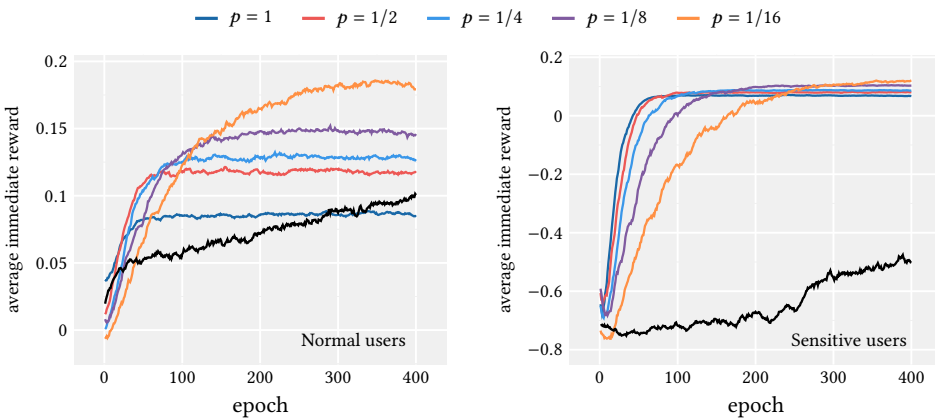 p = 1 p = 1/2 p = 1/4 p = 1/8 p = 1/16
average immediate reward
0.2
0.15
0.1
0.05
0
0 100 200 300 400
Normal users
epoch
average immediate reward
0.2
0
−0.2
−0.4
−0.6
−0.8
0 100 200 300 400
Sensitive users
epoch